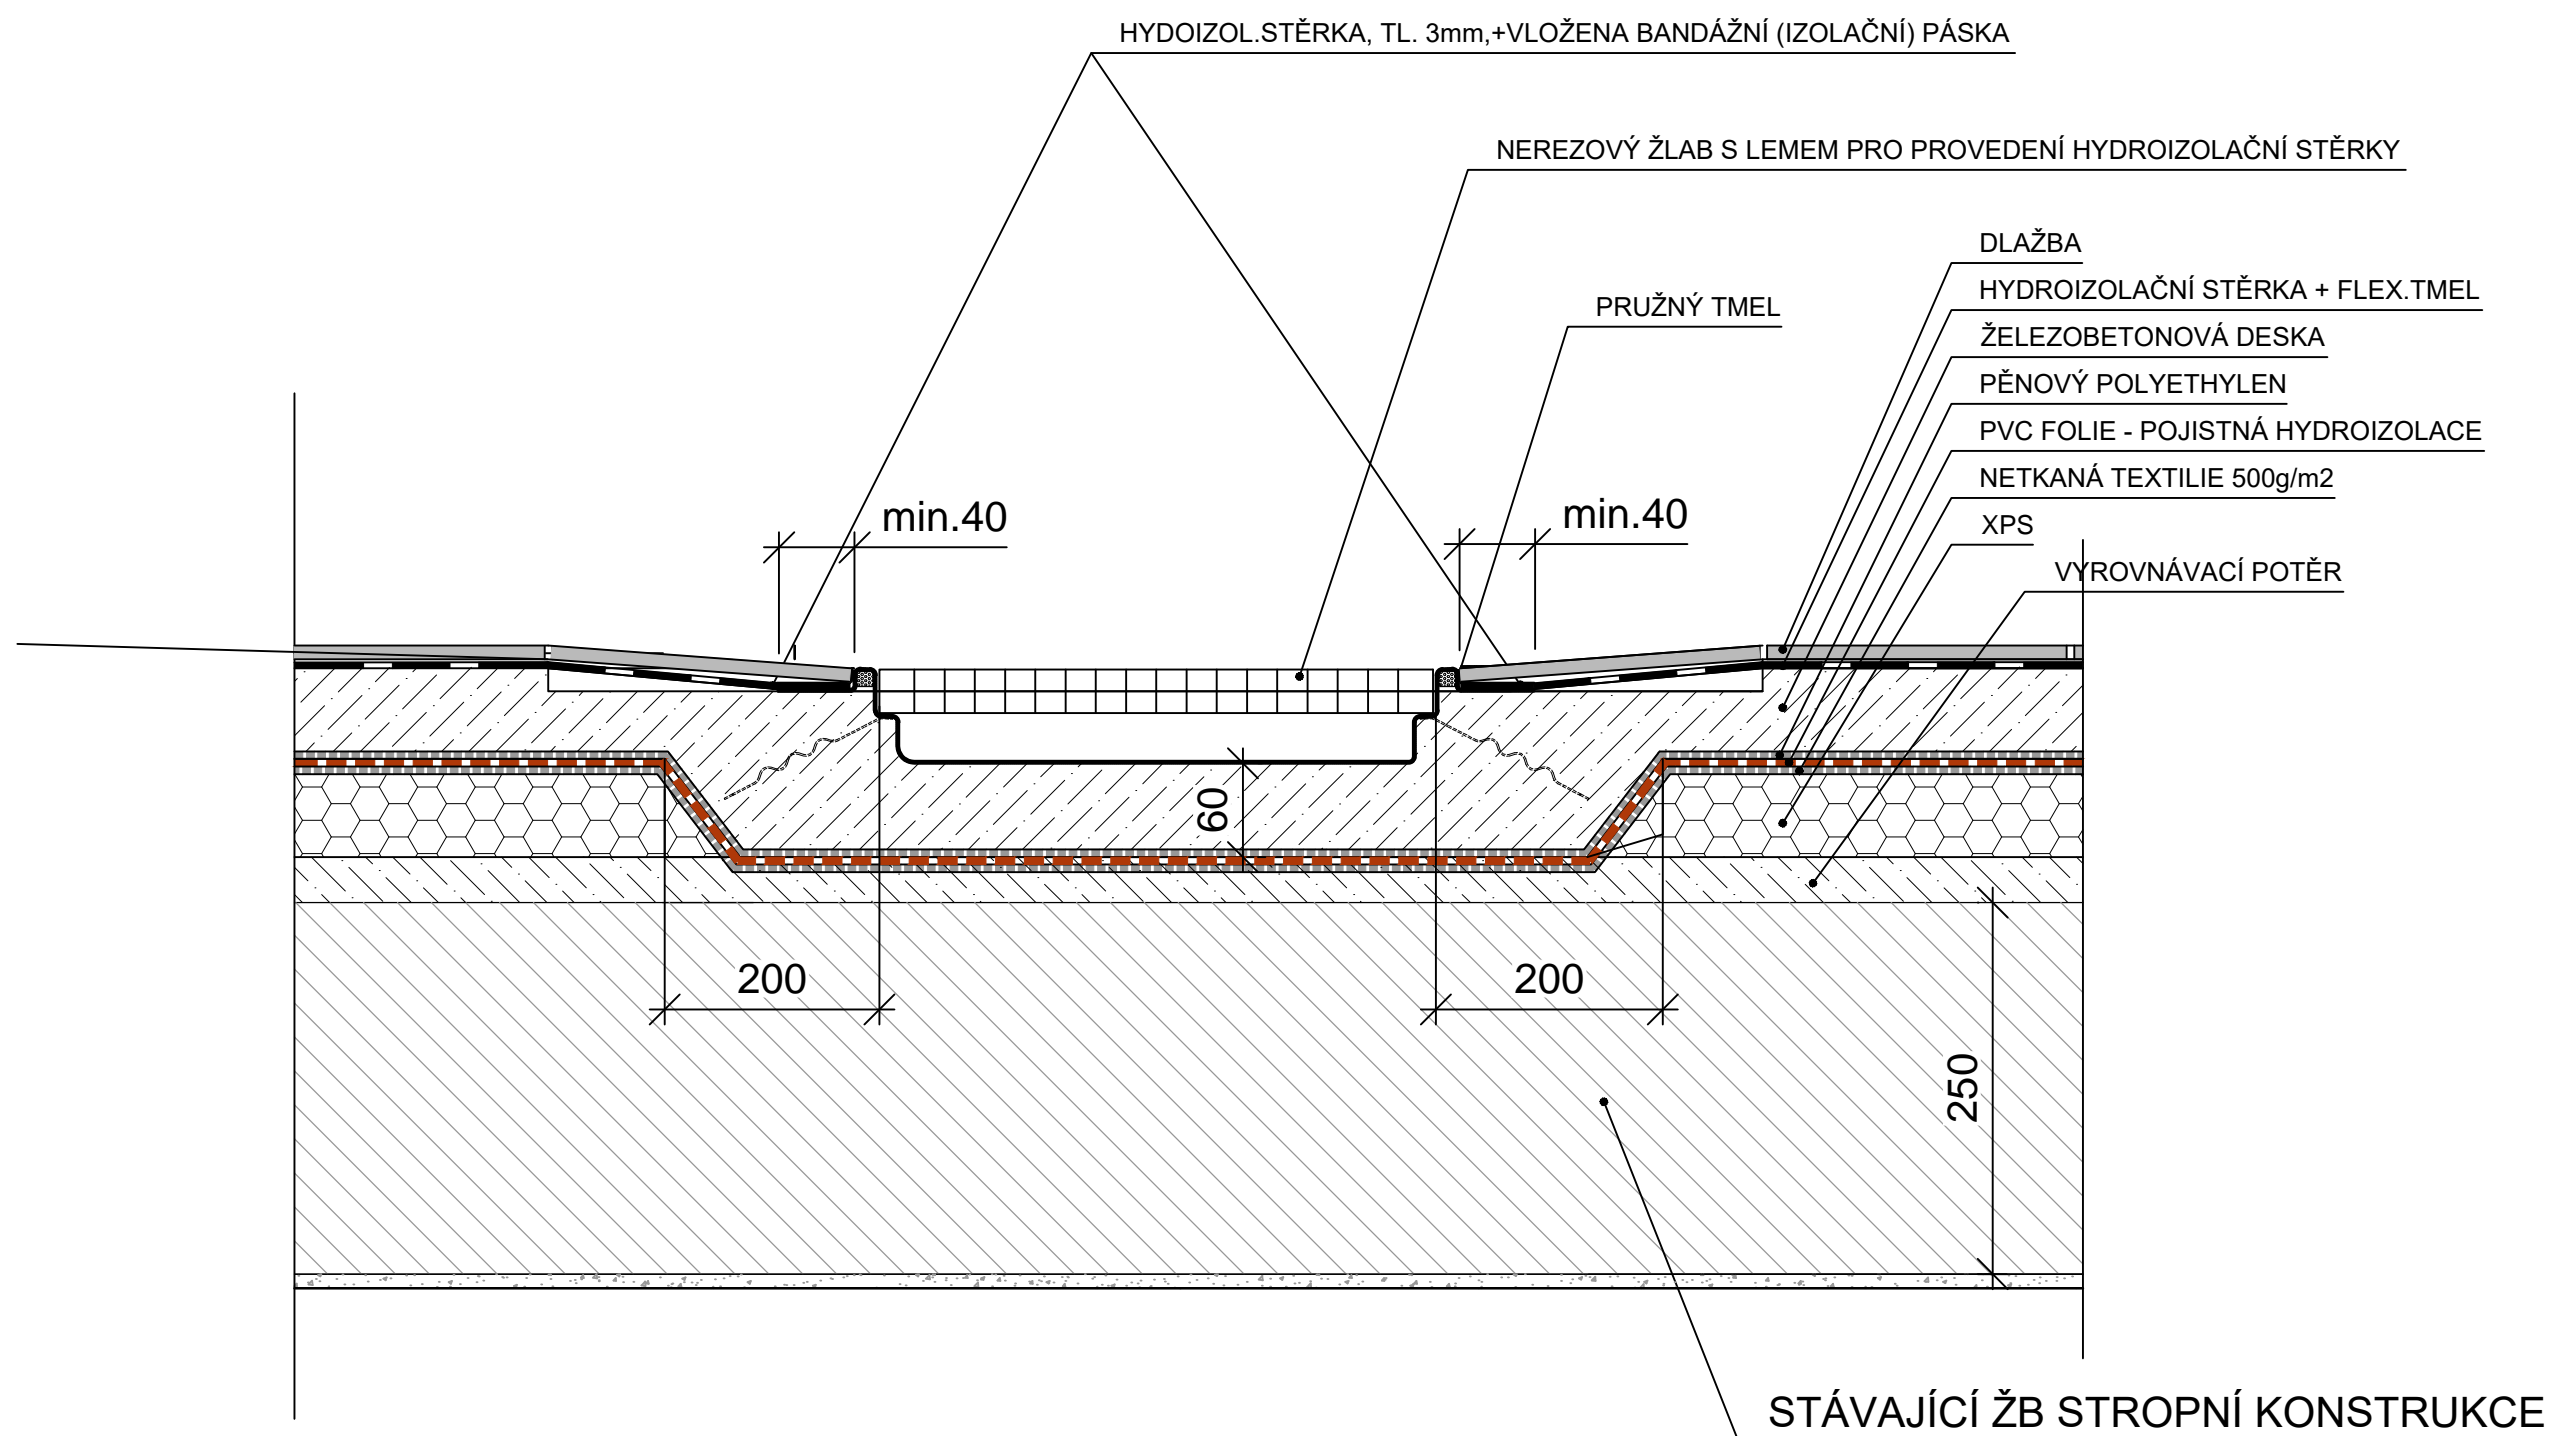 HYDOIZOL.STĚRKA, TL. 3mm,+VLOŽENA BANDÁŽNÍ (IZOLAČNÍ) PÁSKA
NEREZOVÝ ŽLAB S LEMEM PRO PROVEDENÍ HYDROIZOLAČNÍ STĚRKY
DLAŽBA
HYDROIZOLAČNÍ STĚRKA + FLEX.TMEL
PRUŽNÝ TMEL
ŽELEZOBETONOVÁ DESKA
PĚNOVÝ POLYETHYLEN
PVC FOLIE - POJISTNÁ HYDROIZOLACE
NETKANÁ TEXTILIE 500g/m2
min.40
min.40
XPS
VYROVNÁVACÍ POTĚR
60
200
200
250
STÁVAJÍCÍ ŽB STROPNÍ KONSTRUKCE